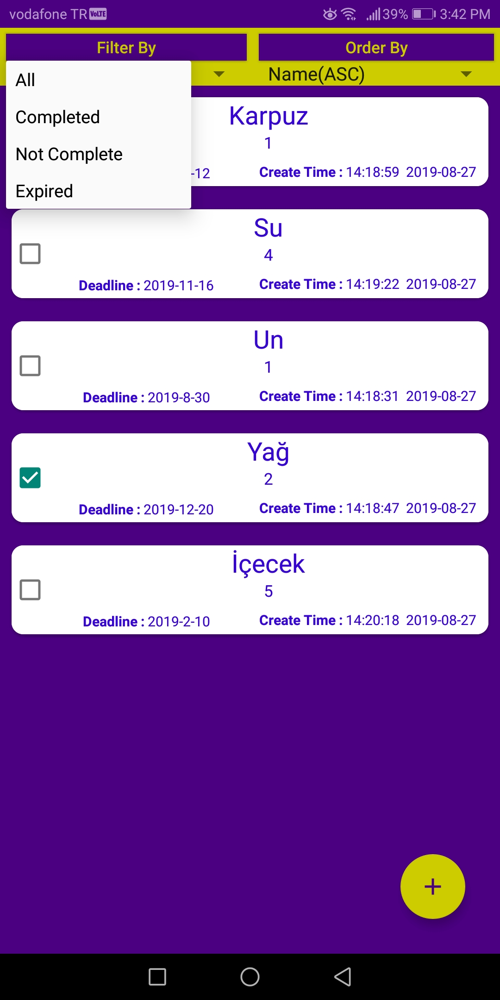 vodafone TR VoLTE 39% 3:42 PM
Filter By Order By
Name(ASC)
All
Completed
Not Complete
Expired
Karpuz
1
-12 Create Time : 14:18:59 2019-08-27
Su
4
Deadline : 2019-11-16 Create Time : 14:19:22 2019-08-27
Un
1
Deadline : 2019-8-30 Create Time : 14:18:31 2019-08-27
Yağ
2
Deadline : 2019-12-20 Create Time : 14:18:47 2019-08-27
İçecek
5
Deadline : 2019-2-10 Create Time : 14:20:18 2019-08-27